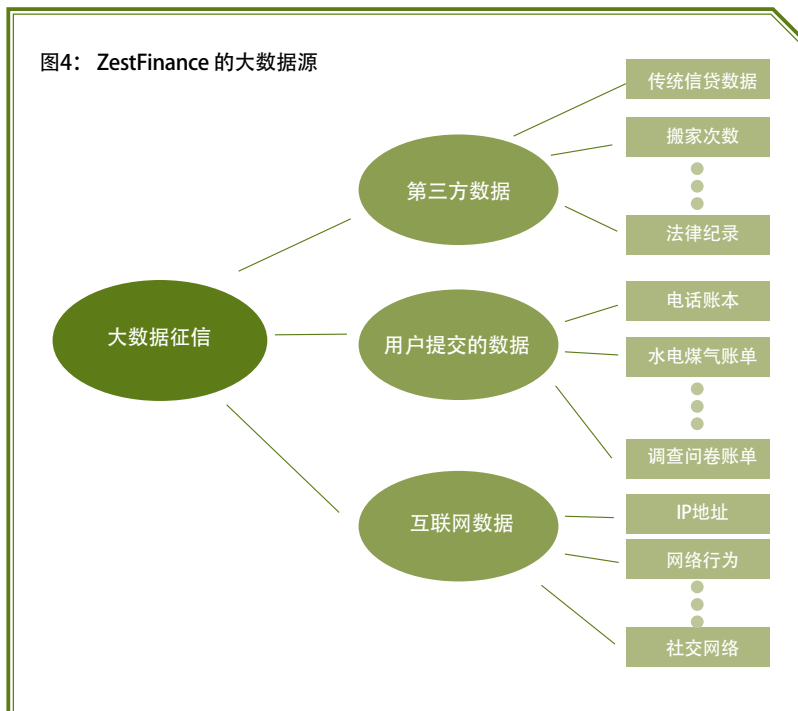 图4： ZestFinance 的大数据源
传统信贷数据
搬家次数
第三方数据
法律纪录
电话账本
大数据征信
用户提交的数据
水电煤气账单
调查问卷账单
互联网数据
IP地址
网络行为
社交网络